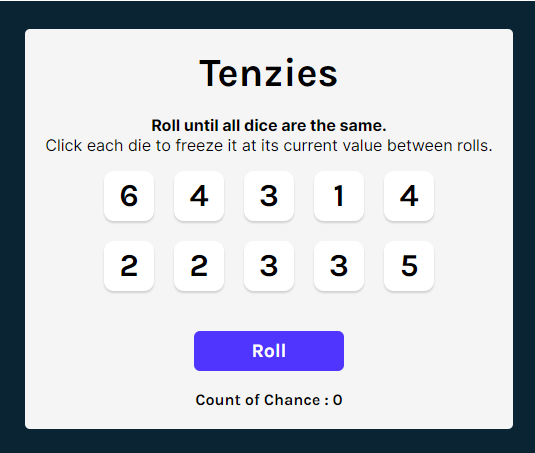 Tenzies
Roll until all dice are the same.
Click each die to freeze it at its current value between rolls.
6 4 3 1 4
2 2 3 3 5
Roll
Count of Chance : 0